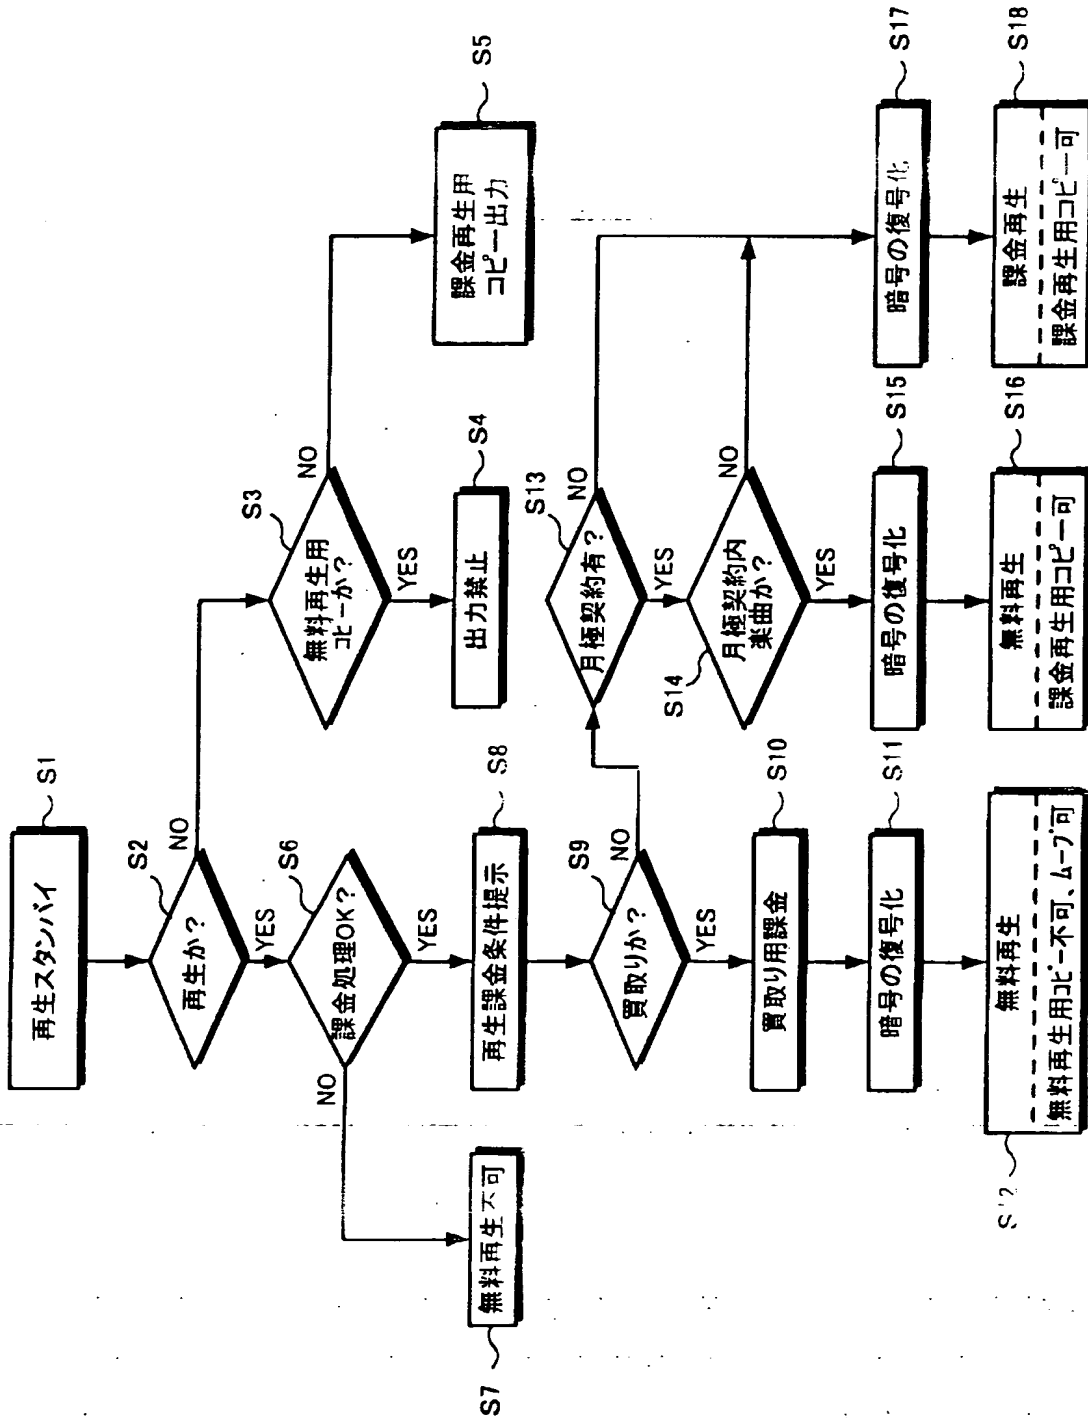 再生スタンバイ
S1
再生か?
S2
NO
YES
無料再生用
コピーか?
S3
NO
YES
出力禁止
S4
課金再生用
コピー出力
S5
課金処理OK?
S6
NO
YES
無料再生不可
S7
再生課金条件提示
S8
買取りか?
S9
NO
YES
買取り用課金
S10
暗号の復号化
S11
無料再生
無料再生用コピー不可、ムーブ可
月極契約有?
S13
NO
YES
月極契約内
楽曲か?
S14
NO
YES
暗号の復号化
S15
無料再生
課金再生用コピー可
S16
暗号の復号化
S17
課金再生
課金再生用コピー可
S18